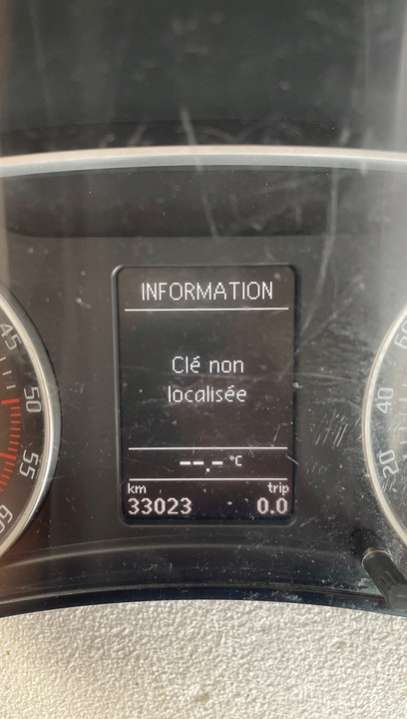 INFORMATION
Clé non
localisée
--.- °C
km trip
33023 0.0
45
50
55
60
20
40